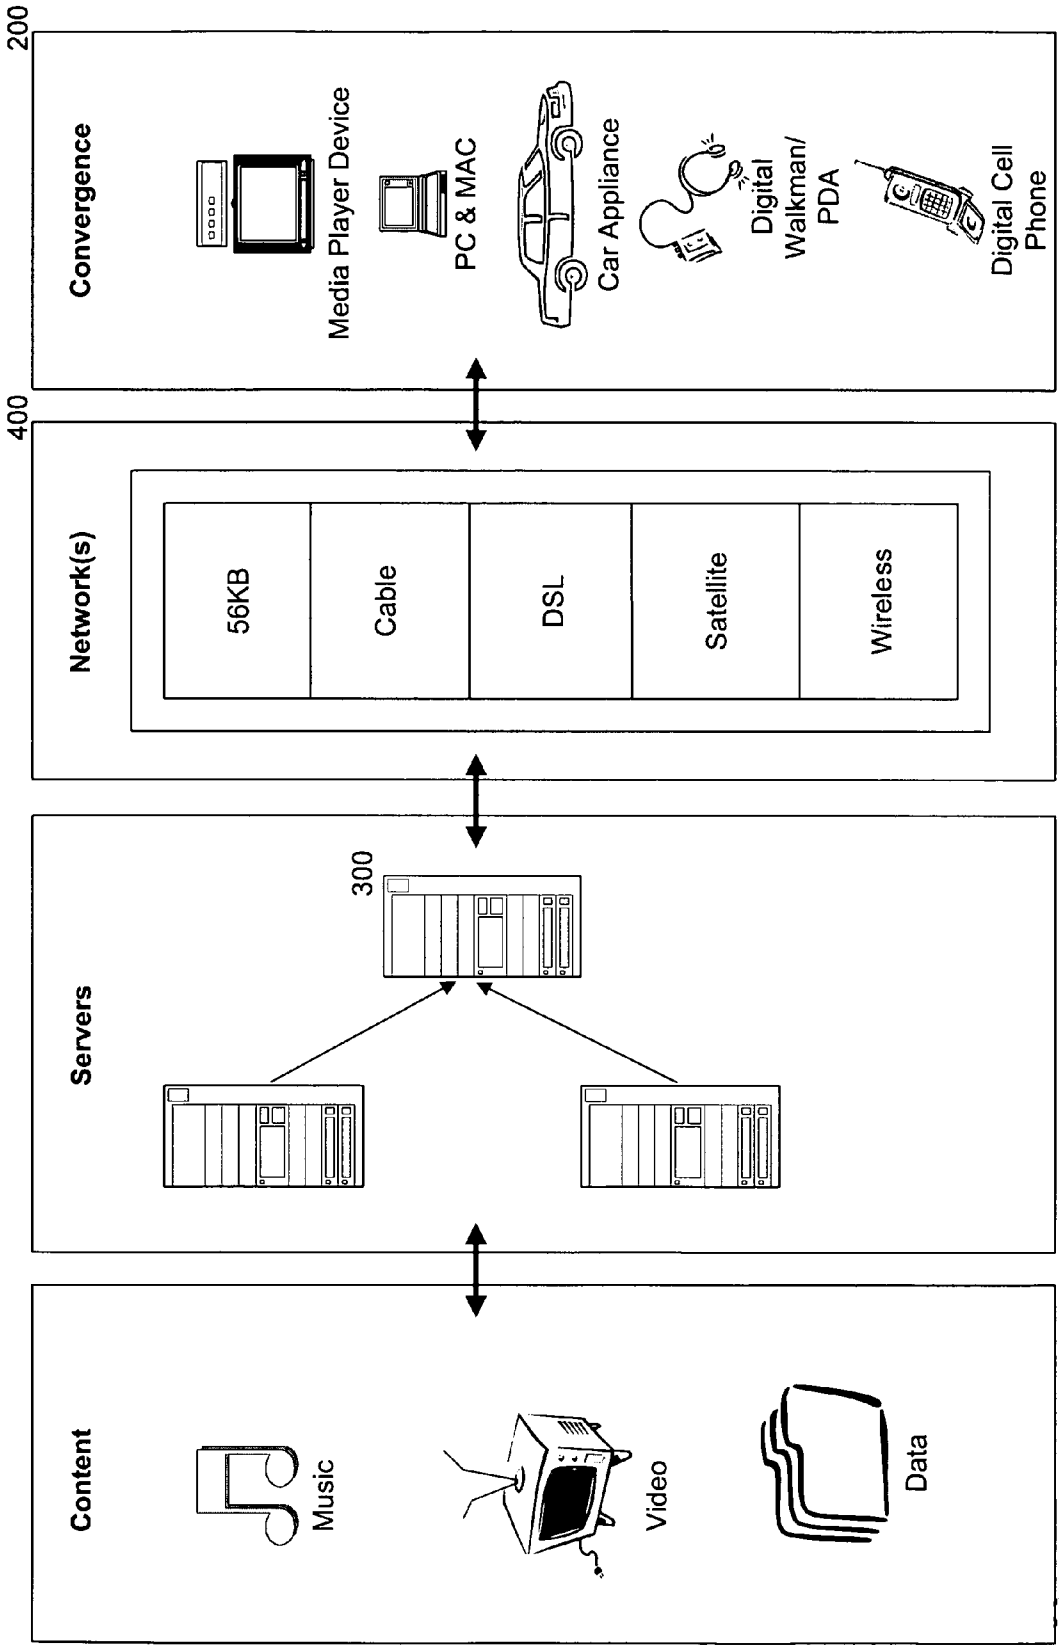 Content
Music
Video
Data
Servers
300
Network(s)
400
56KB
Cable
DSL
Satellite
Wireless
Convergence
200
Media Player Device
PC & MAC
Car Appliance
Digital
Walkman/
PDA
Digital Cell
Phone